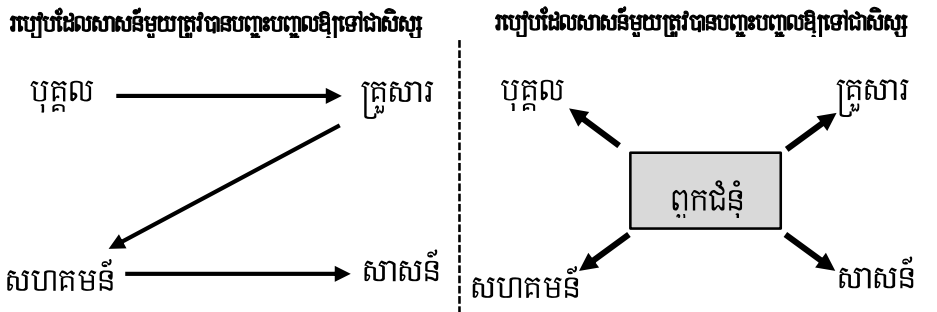 របៀបដែលសាសន៍មួយត្រូវបានបញ្ចុះបញ្ចូលឱ្យទៅជាសិស្ស
បុគ្គល
គ្រួសារ
សហគមន៍
សាសន៍
របៀបដែលសាសន៍មួយត្រូវបានបញ្ចុះបញ្ចូលឱ្យទៅជាសិស្ស
បុគ្គល
គ្រួសារ
ពួកជំនុំ
សហគមន៍
សាសន៍